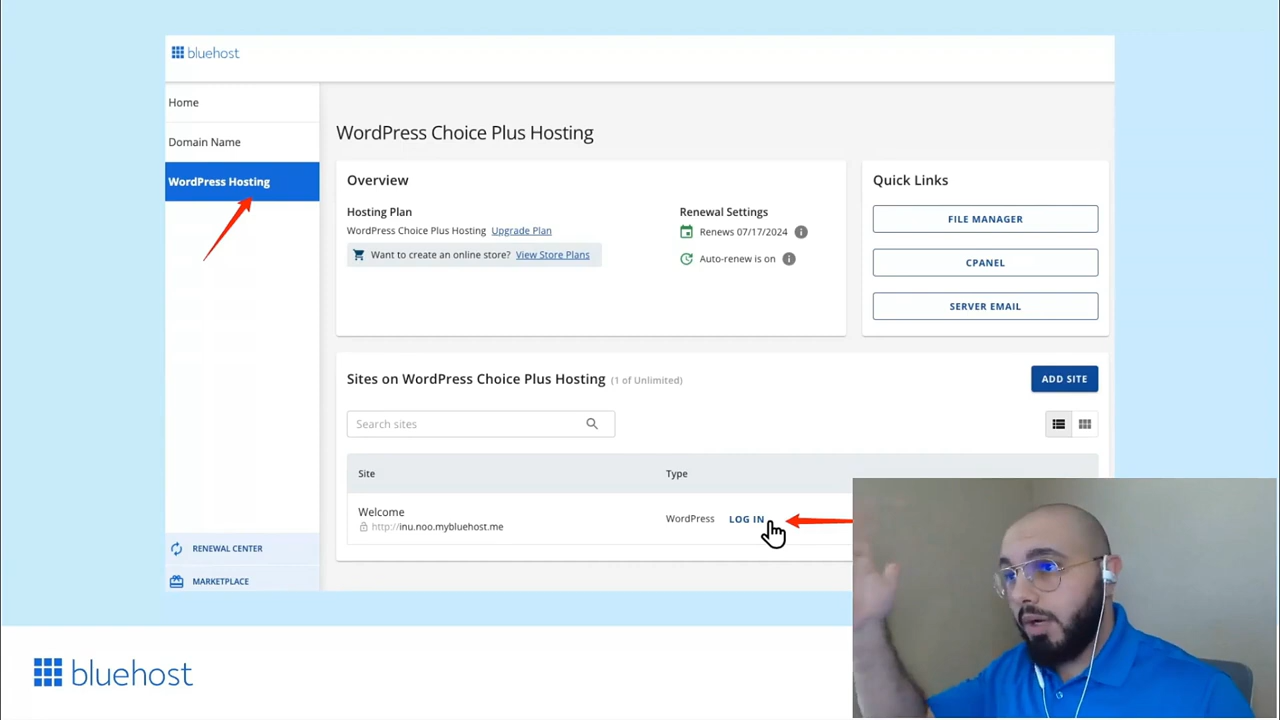 bluehost
Home
Domain Name
WordPress Hosting
RENEWAL CENTER
MARKETPLACE
WordPress Choice Plus Hosting
Overview
Hosting Plan
WordPress Choice Plus Hosting Upgrade Plan
Want to create an online store? View Store Plans
Renewal Settings
Renews 07/17/2024
Auto-renew is on
Quick Links
FILE MANAGER
CPANEL
SERVER EMAIL
Sites on WordPress Choice Plus Hosting (1 of Unlimited)
ADD SITE
Search sites
Site Type
Welcome
http://inu.noo.mybluehost.me
WordPress LOG IN
bluehost